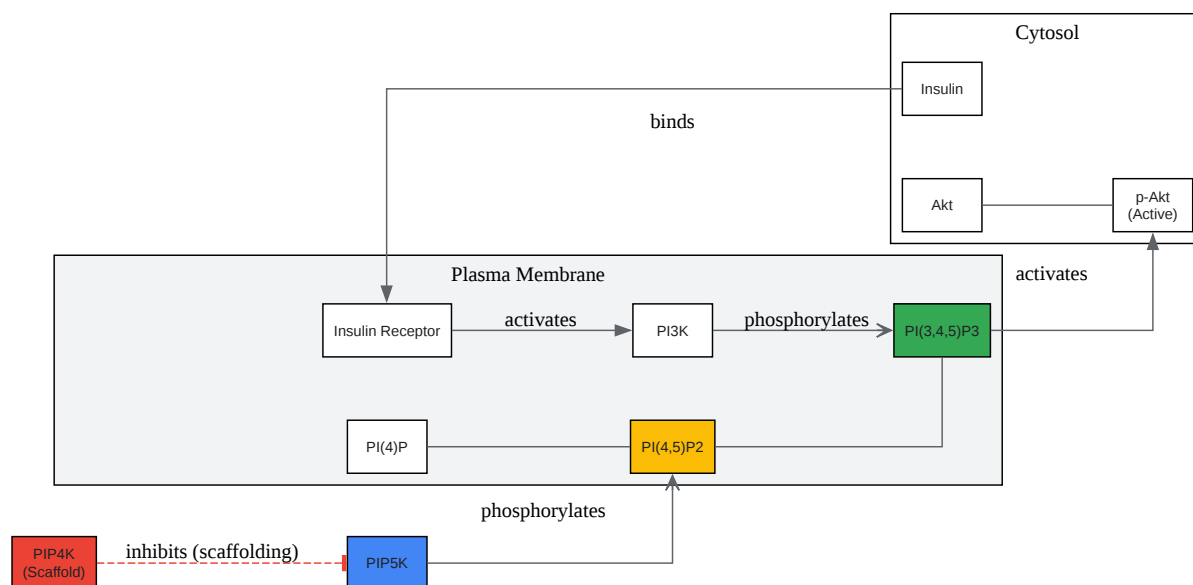 Cytosol
Insulin
binds
Akt
p-Akt
(Active)
Plasma Membrane
activates
Insulin Receptor
activates
PI3K
phosphorylates
PI(3,4,5)P3
PI(4)P
PI(4,5)P2
phosphorylates
PIP4K
(Scaffold)
inhibits (scaffolding)
PIP5K